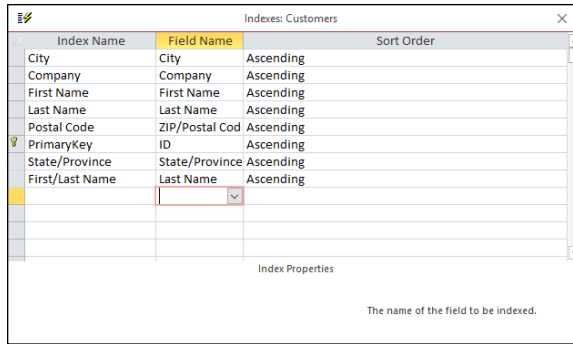 Indexes: Customers
Index Name Field Name Sort Order
City City Ascending
Company Company Ascending
First Name First Name Ascending
Last Name Last Name Ascending
Postal Code ZIP/Postal Cod Ascending
PrimaryKey ID Ascending
State/Province State/Province Ascending
First/Last Name Last Name Ascending
Index Properties
The name of the field to be indexed.